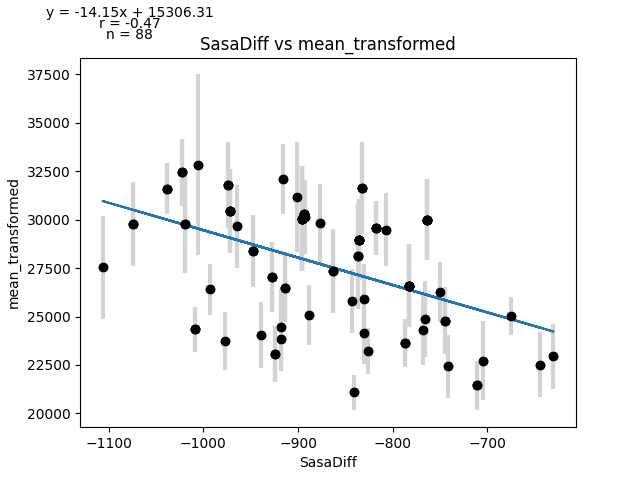 y = -14.15x + 15306.31
r = -0.47
n = 88
SasaDiff vs mean_transformed
37500
35000
32500
30000
27500
25000
22500
20000
mean_transformed
−1100 −1000 −900 −800 −700
SasaDiff